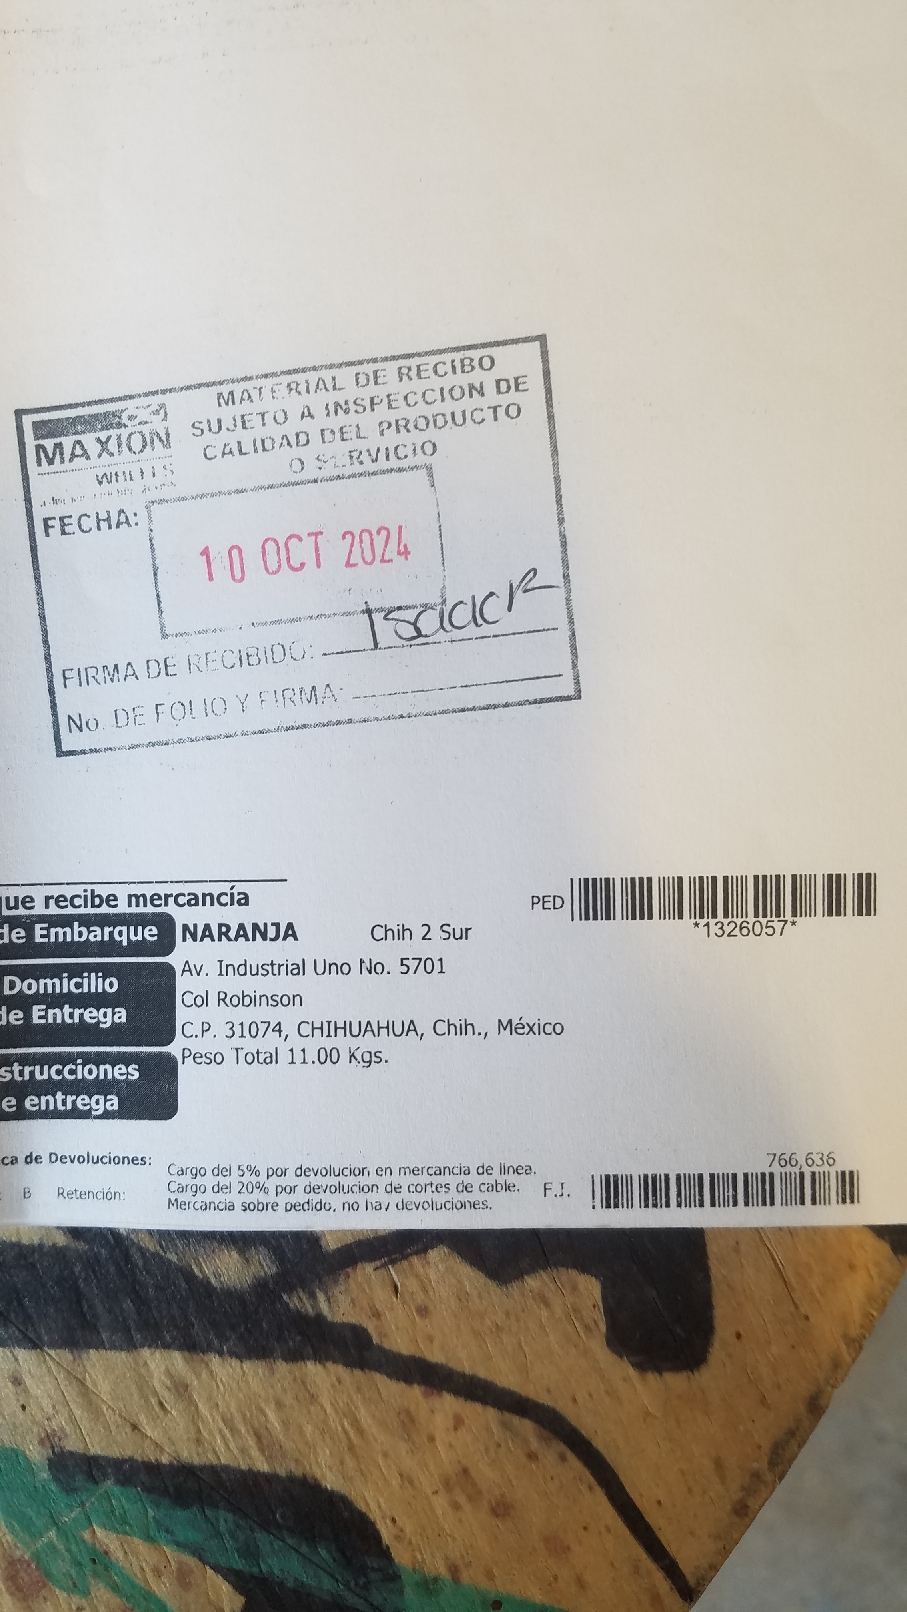 MATERIAL DE RECIBO
SUJETO A INSPECCION DE
CALIDAD DEL PRODUCTO
O SERVICIO
MAXION
WHEELS
FECHA:
10 OCT 2024
FIRMA DE RECIBIDO: Isaac R
No. DE FOLIO Y FIRMA:
ue recibe mercancía
de Embarque NARANJA Chih 2 Sur
PED *1326057*
Domicilio
de Entrega
Av. Industrial Uno No. 5701
Col Robinson
C.P. 31074, CHIHUAHUA, Chih., México
strucciones
e entrega
Peso Total 11.00 Kgs.
ca de Devoluciones:
Cargo del 5% por devolucion en mercancia de linea.
Cargo del 20% por devolucion de cortes de cable.
Mercancia sobre pedido, no hay devoluciones.
B Retención:
766,636
F.I.